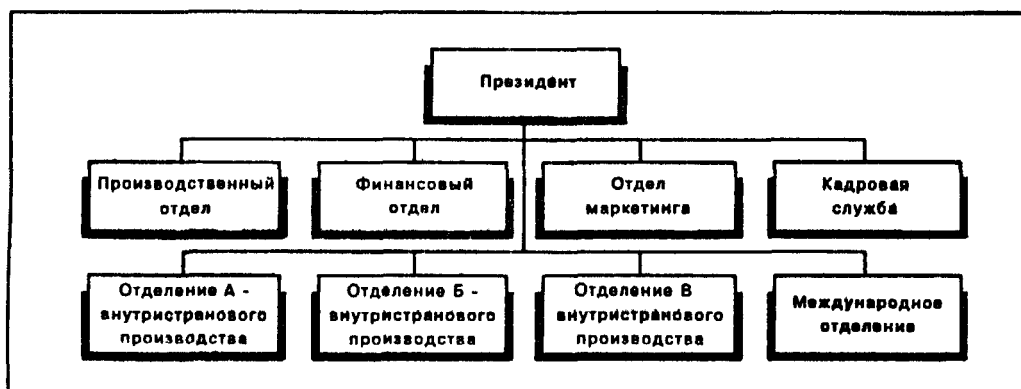 Президент
Производственный
отдел
Финансовый
отдел
Отдел
маркетинга
Кадровая
служба
Отделение А -
внутристранового
производства
Отделение Б -
внутристранового
производства
Отделение В
внутристранового
производства
Международное
отделение